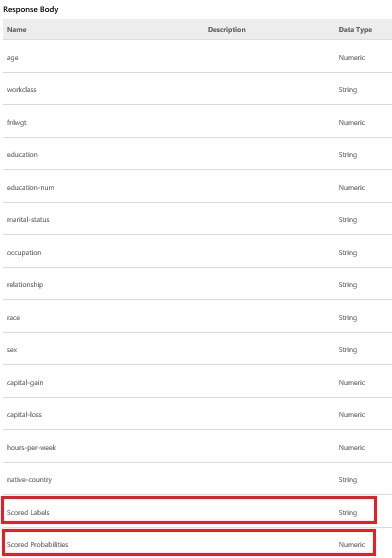 Response Body
Name Description Data Type
age Numeric
workclass String
fnlwgt Numeric
education String
education-num Numeric
marital-status String
occupation String
relationship String
race String
sex String
capital-gain Numeric
capital-loss Numeric
hours-per-week Numeric
native-country String
Scored Labels String
Scored Probabilities Numeric